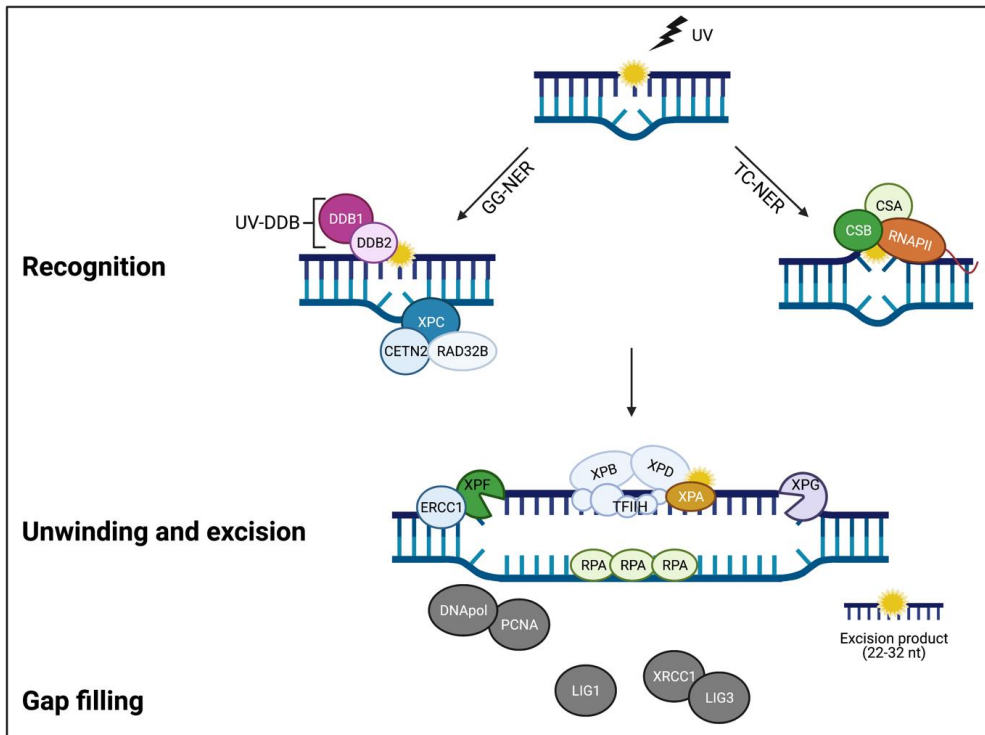 UV
GG-NER
TC-NER
UV-DDB
DDB1
DDB2
CSA
CSB
RNAPII
Recognition
XPC
CETN2
RAD32B
XPB
XPD
XPF
XPG
ERCC1
TFIIH
XPA
Unwinding and excision
RPA
RPA
RPA
DNApol
PCNA
Excision product
(22-32 nt)
XRCC1
LIG1
LIG3
Gap filling